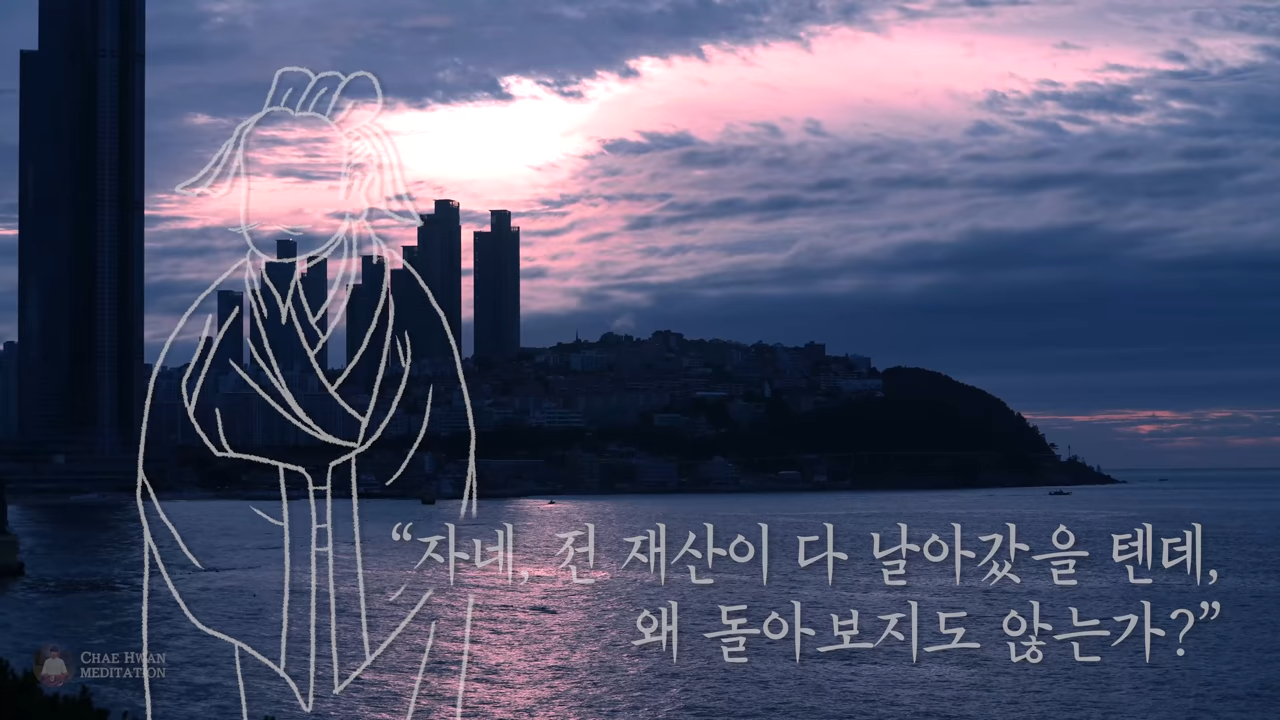 “자네, 전 재산이 다 날아갔을 텐데,
왜 돌아보지도 않는가?”
CHAE HWAN
MEDITATION